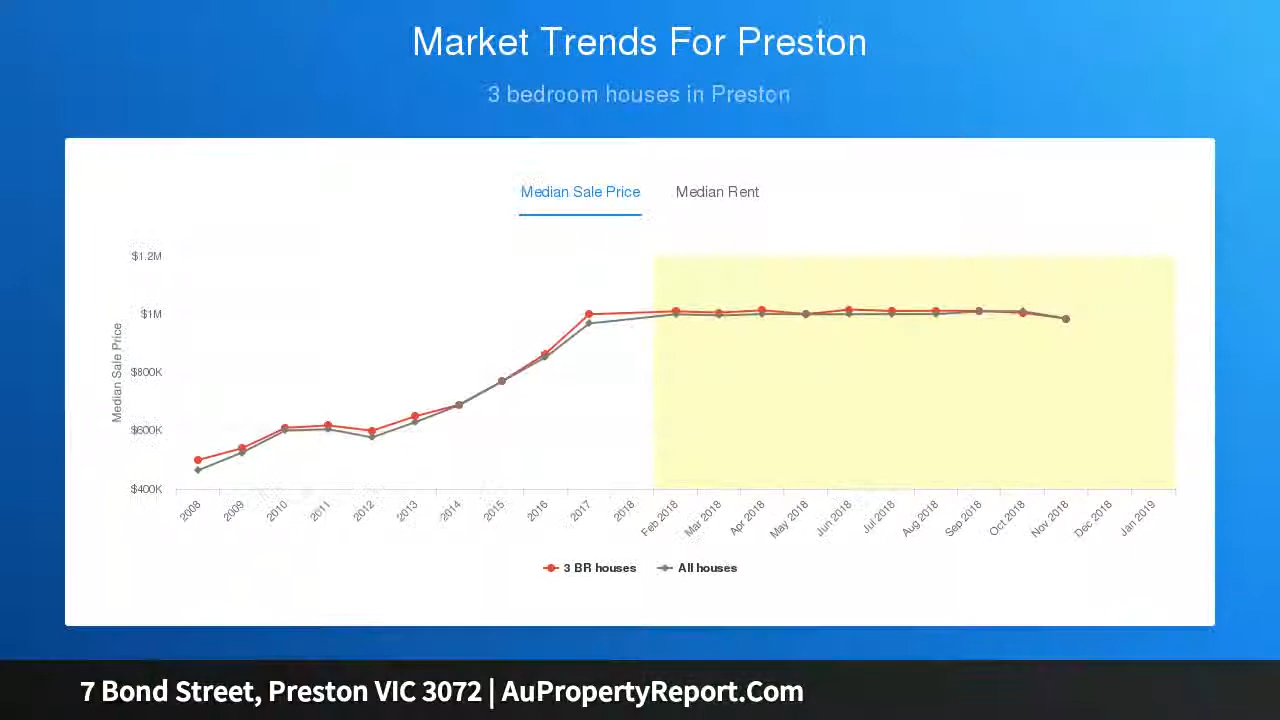 Market Trends For Preston
3 bedroom houses in Preston
Median Sale Price Median Rent
$1.2M
$1M
$800K
$600K
$400K
Median Sale Price
2008 2009 2010 2011 2012 2013 2014 2015 2016 2017 2018 Feb 2018 Mar 2018 Apr 2018 May 2018 Jun 2018 Jul 2018 Aug 2018 Sep 2018 Oct 2018 Nov 2018 Dec 2018 Jan 2019
3 BR houses All houses
7 Bond Street, Preston VIC 3072 | AuPropertyReport.Com